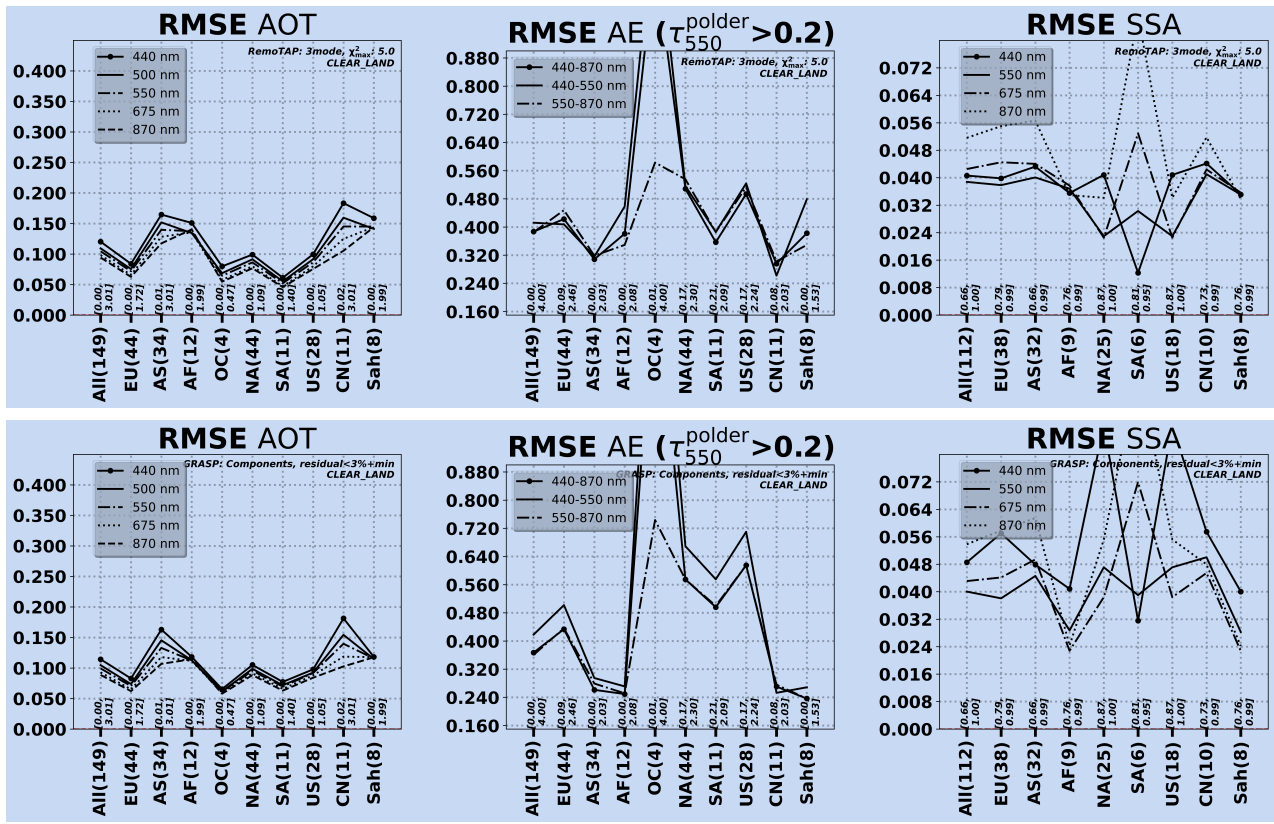 RMSE AOT
RemoTAP: 3mode, χ²max: 5.0
CLEAR_LAND
440 nm
500 nm
550 nm
675 nm
870 nm
0.400
0.350
0.300
0.250
0.200
0.150
0.100
0.050
0.000
[0.00, 3.01]
[0.00, 1.72]
[0.01, 3.01]
[0.00, 1.99]
[0.00, 0.47]
[0.00, 1.09]
[0.00, 1.40]
[0.00, 1.05]
[0.02, 3.01]
[0.00, 1.99]
All(149)
EU(44)
AS(34)
AF(12)
OC(4)
NA(44)
SA(11)
US(28)
CN(11)
Sah(8)
RMSE AE (τ polder 550 >0.2)
RemoTAP: 3mode, χ²max: 5.0
CLEAR_LAND
440-870 nm
440-550 nm
550-870 nm
0.880
0.800
0.720
0.640
0.560
0.480
0.400
0.320
0.240
0.160
[0.00, 4.00]
[0.09, 2.46]
[0.00, 2.03]
[0.00, 2.08]
[0.01, 4.00]
[0.17, 2.30]
[0.21, 2.09]
[0.17, 2.24]
[0.08, 2.03]
[0.00, 1.53]
All(149)
EU(44)
AS(34)
AF(12)
OC(4)
NA(44)
SA(11)
US(28)
CN(11)
Sah(8)
RMSE SSA
RemoTAP: 3mode, χ²max: 5.0
CLEAR_LAND
440 nm
550 nm
675 nm
870 nm
0.072
0.064
0.056
0.048
0.040
0.032
0.024
0.016
0.008
0.000
[0.66, 1.00]
[0.79, 0.99]
[0.66, 0.99]
[0.76, 0.99]
[0.87, 1.00]
[0.81, 0.95]
[0.87, 1.00]
[0.73, 0.99]
[0.76, 0.99]
All(112)
EU(38)
AS(32)
AF(9)
NA(25)
SA(6)
US(18)
CN(10)
Sah(8)
RMSE AOT
GRASP: Components, residual<3%+min
CLEAR_LAND
440 nm
500 nm
550 nm
675 nm
870 nm
0.400
0.350
0.300
0.250
0.200
0.150
0.100
0.050
0.000
[0.00, 3.01]
[0.00, 1.72]
[0.01, 3.01]
[0.00, 1.99]
[0.00, 0.47]
[0.00, 1.09]
[0.00, 1.40]
[0.00, 1.05]
[0.02, 3.01]
[0.00, 1.99]
All(149)
EU(44)
AS(34)
AF(12)
OC(4)
NA(44)
SA(11)
US(28)
CN(11)
Sah(8)
RMSE AE (τ polder 550 >0.2)
GRASP: Components, residual<3%+min
CLEAR_LAND
440-870 nm
440-550 nm
550-870 nm
0.880
0.800
0.720
0.640
0.560
0.480
0.400
0.320
0.240
0.160
[0.00, 4.00]
[0.09, 2.46]
[0.00, 2.03]
[0.00, 2.08]
[0.01, 4.00]
[0.17, 2.30]
[0.21, 2.09]
[0.17, 2.24]
[0.08, 2.03]
[0.00, 1.53]
All(149)
EU(44)
AS(34)
AF(12)
OC(4)
NA(44)
SA(11)
US(28)
CN(11)
Sah(8)
RMSE SSA
GRASP: Components, residual<3%+min
CLEAR_LAND
440 nm
550 nm
675 nm
870 nm
0.072
0.064
0.056
0.048
0.040
0.032
0.024
0.016
0.008
0.000
[0.66, 1.00]
[0.79, 0.99]
[0.66, 0.99]
[0.76, 0.99]
[0.87, 1.00]
[0.81, 0.95]
[0.87, 1.00]
[0.73, 0.99]
[0.76, 0.99]
All(112)
EU(38)
AS(32)
AF(9)
NA(25)
SA(6)
US(18)
CN(10)
Sah(8)